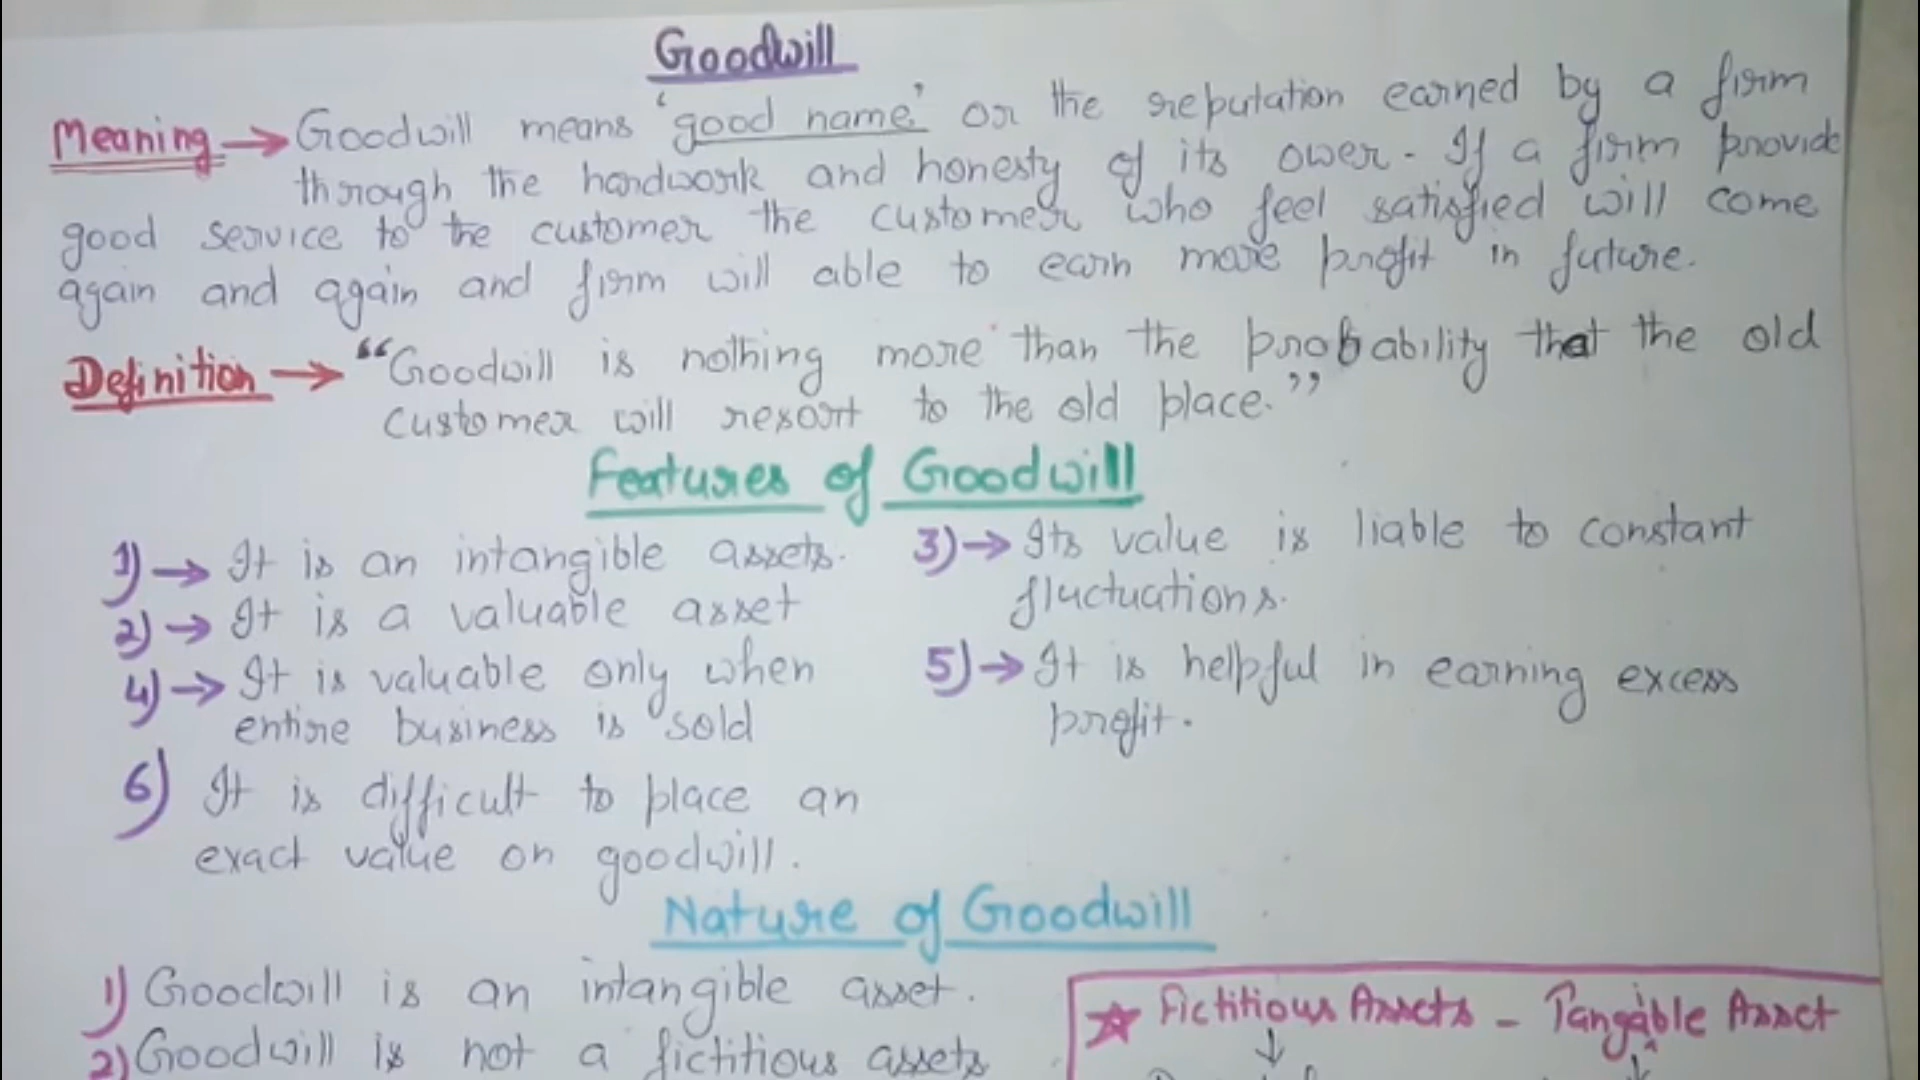 Goodwill
Meaning → Goodwill means 'good name' or the reputation earned by a firm
through the hardwork and honesty of its ower. If a firm provide
good service to the customer the customer who feel satisfied will come
again and again and firm will able to earn more profit in future.
Definition → “Goodwill is nothing more than the probability that the old
customer will resort to the old place.”
Features of Goodwill
1) → It is an intangible assets.
2) → It is a valuable asset
3) → Its value is liable to constant
fluctuations.
4) → It is valuable only when
entire business is sold
5) → It is helpful in earning excess
profit.
6) It is difficult to place an
exact value on goodwill.
Nature of Goodwill
1) Goodwill is an intangible asset.
2) Goodwill is not a fictitious assets
☆ Fictitious Assets - Tangable Asset